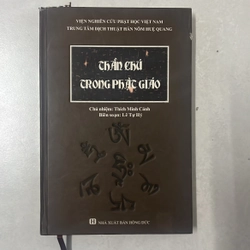 VIỆN NGHIÊN CỨU PHẬT HỌC VIỆT NAM
TRUNG TÂM DỊCH THUẬT HÁN NÔM HUỆ QUANG
THẦN CHÚ
TRONG PHẬT GIÁO
Chủ nhiệm: Thích Minh Cảnh
Biên soạn: Lê Tự Hỷ
NHÀ XUẤT BẢN HỒNG ĐỨC